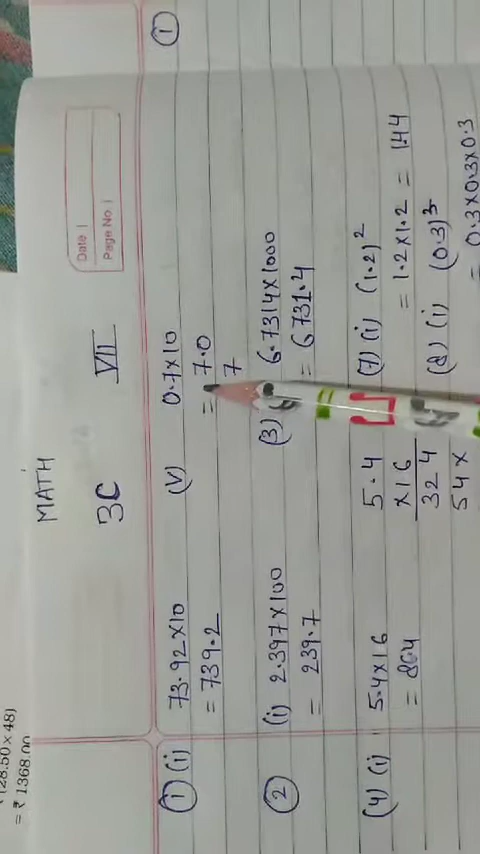 (28.50 x 48)
= ₹ 1368.00
MATH
3C VII
Date |
Page No |
① (i) 73.92 x 10
= 739.2
(V) 0.7 x 10
= 7.0
7
② (i) 2.397 x 100
= 239.7
(3) 6.7314 x 1000
= 6731.4
(4) (i) 5.4 x 16
= 86.4
5.4
x 16
324
54 x
(7) (i) (1.2)²
= 1.2 x 1.2 = 1.44
(8) (i) (0.3)³
= 0.3 x 0.3 x 0.3
①